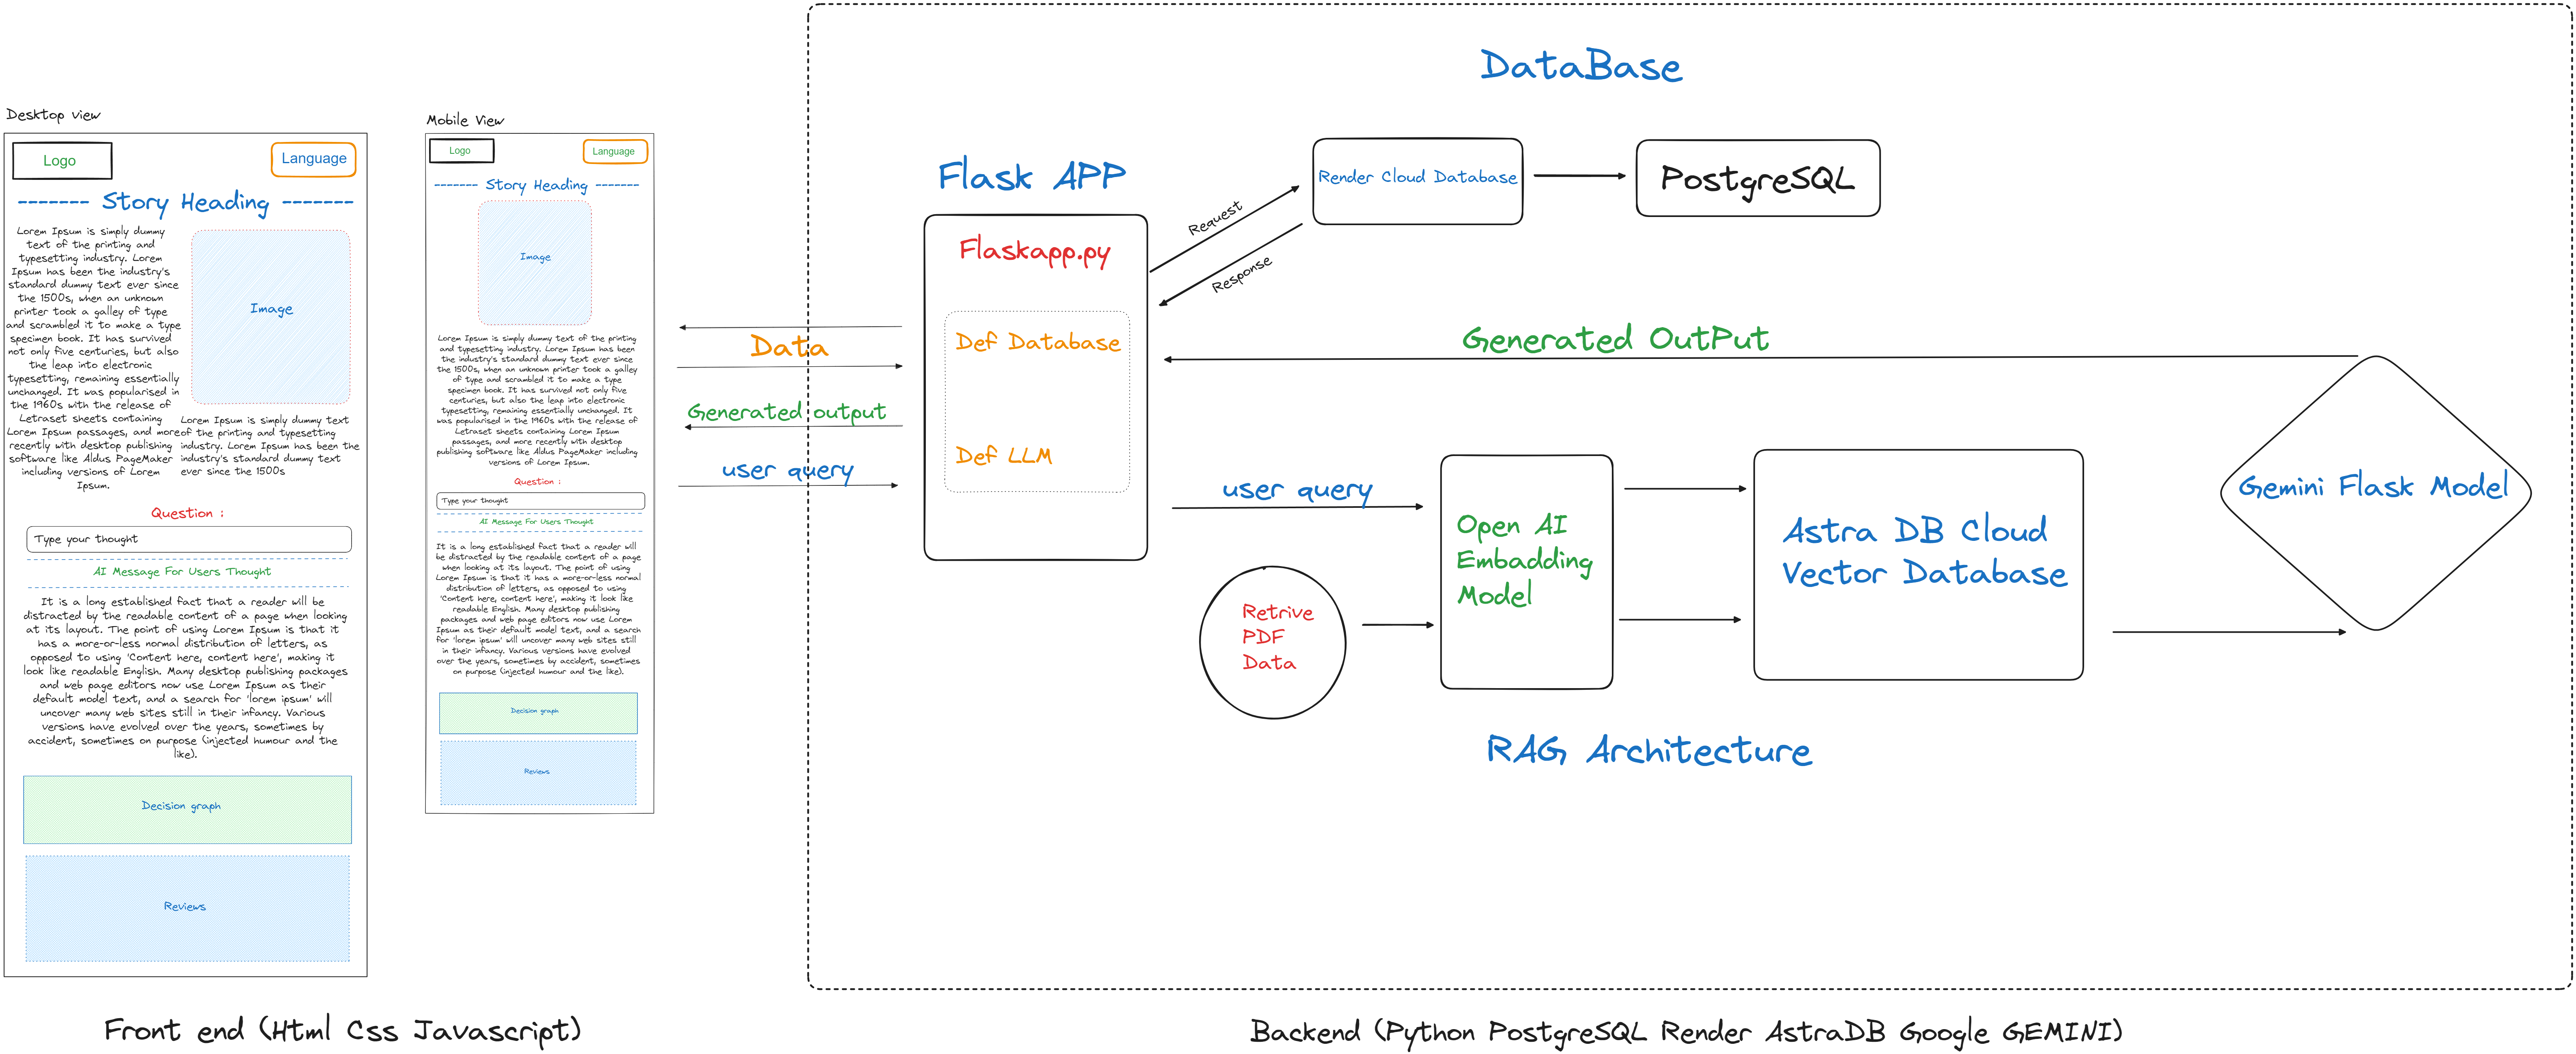 Desktop view
Logo
Language
------- Story Heading -------
Lorem Ipsum is simply dummy
text of the printing and
typesetting industry. Lorem
Ipsum has been the industry's
standard dummy text ever since
the 1500s, when an unknown
printer took a galley of type
and scrambled it to make a type
specimen book. It has survived
not only five centuries, but also
the leap into electronic
typesetting, remaining essentially
unchanged. It was popularised in
the 1960s with the release of
Letraset sheets containing
Lorem Ipsum passages, and more
recently with desktop publishing
software like Aldus PageMaker
including versions of Lorem
Ipsum.
Image
Lorem Ipsum is simply dummy text
of the printing and typesetting
industry. Lorem Ipsum has been the
industry's standard dummy text
ever since the 1500s
Question :
Type your thought
AI Message For Users Thought
It is a long established fact that a reader will be
distracted by the readable content of a page when looking
at its layout. The point of using Lorem Ipsum is that it
has a more-or-less normal distribution of letters, as
opposed to using 'Content here, content here', making it
look like readable English. Many desktop publishing packages
and web page editors now use Lorem Ipsum as their
default model text, and a search for 'lorem ipsum' will
uncover many web sites still in their infancy. Various
versions have evolved over the years, sometimes by
accident, sometimes on purpose (injected humour and the
like).
Decision graph
Reviews
Mobile View
Logo
Language
------- Story Heading -------
Image
Lorem Ipsum is simply dummy text of the printing
and typesetting industry. Lorem Ipsum has been
the industry's standard dummy text ever since
the 1500s, when an unknown printer took a galley
of type and scrambled it to make a type
specimen book. It has survived not only five
centuries, but also the leap into electronic
typesetting, remaining essentially unchanged. It
was popularised in the 1960s with the release of
Letraset sheets containing Lorem Ipsum
passages, and more recently with desktop
publishing software like Aldus PageMaker including
versions of Lorem Ipsum.
Question :
Type your thought
AI Message For Users Thought
It is a long established fact that a reader will
be distracted by the readable content of a page
when looking at its layout. The point of using
Lorem Ipsum is that it has a more-or-less normal
distribution of letters, as opposed to using
'Content here, content here', making it look like
readable English. Many desktop publishing
packages and web page editors now use Lorem
Ipsum as their default model text, and a search
for 'lorem ipsum' will uncover many web sites still
in their infancy. Various versions have evolved
over the years, sometimes by accident, sometimes
on purpose (injected humour and the like).
Decision graph
Reviews
Front end (Html Css Javascript)
Data
Generated output
user query
DataBase
Flask APP
Flaskapp.py
Def Database
Def LLM
Request
Response
Render Cloud Database
PostgreSQL
Generated OutPut
user query
Retrive
PDF
Data
Open AI
Embadding
Model
Astra DB Cloud
Vector Database
Gemini Flask Model
RAG Architecture
Backend (Python PostgreSQL Render AstraDB Google GEMINI)